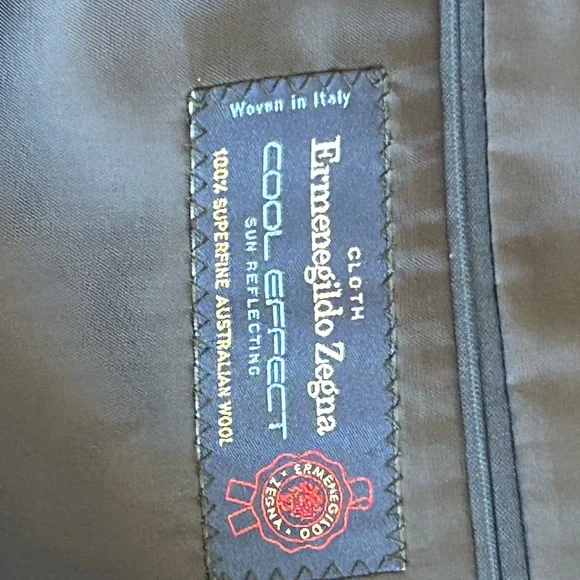 Woven in Italy
CLOTH
Ermenegildo Zegna
COOL EFFECT
SUN REFLECTING
100% SUPERFINE AUSTRALIAN WOOL
ERMENEGILDO
ZEGNA